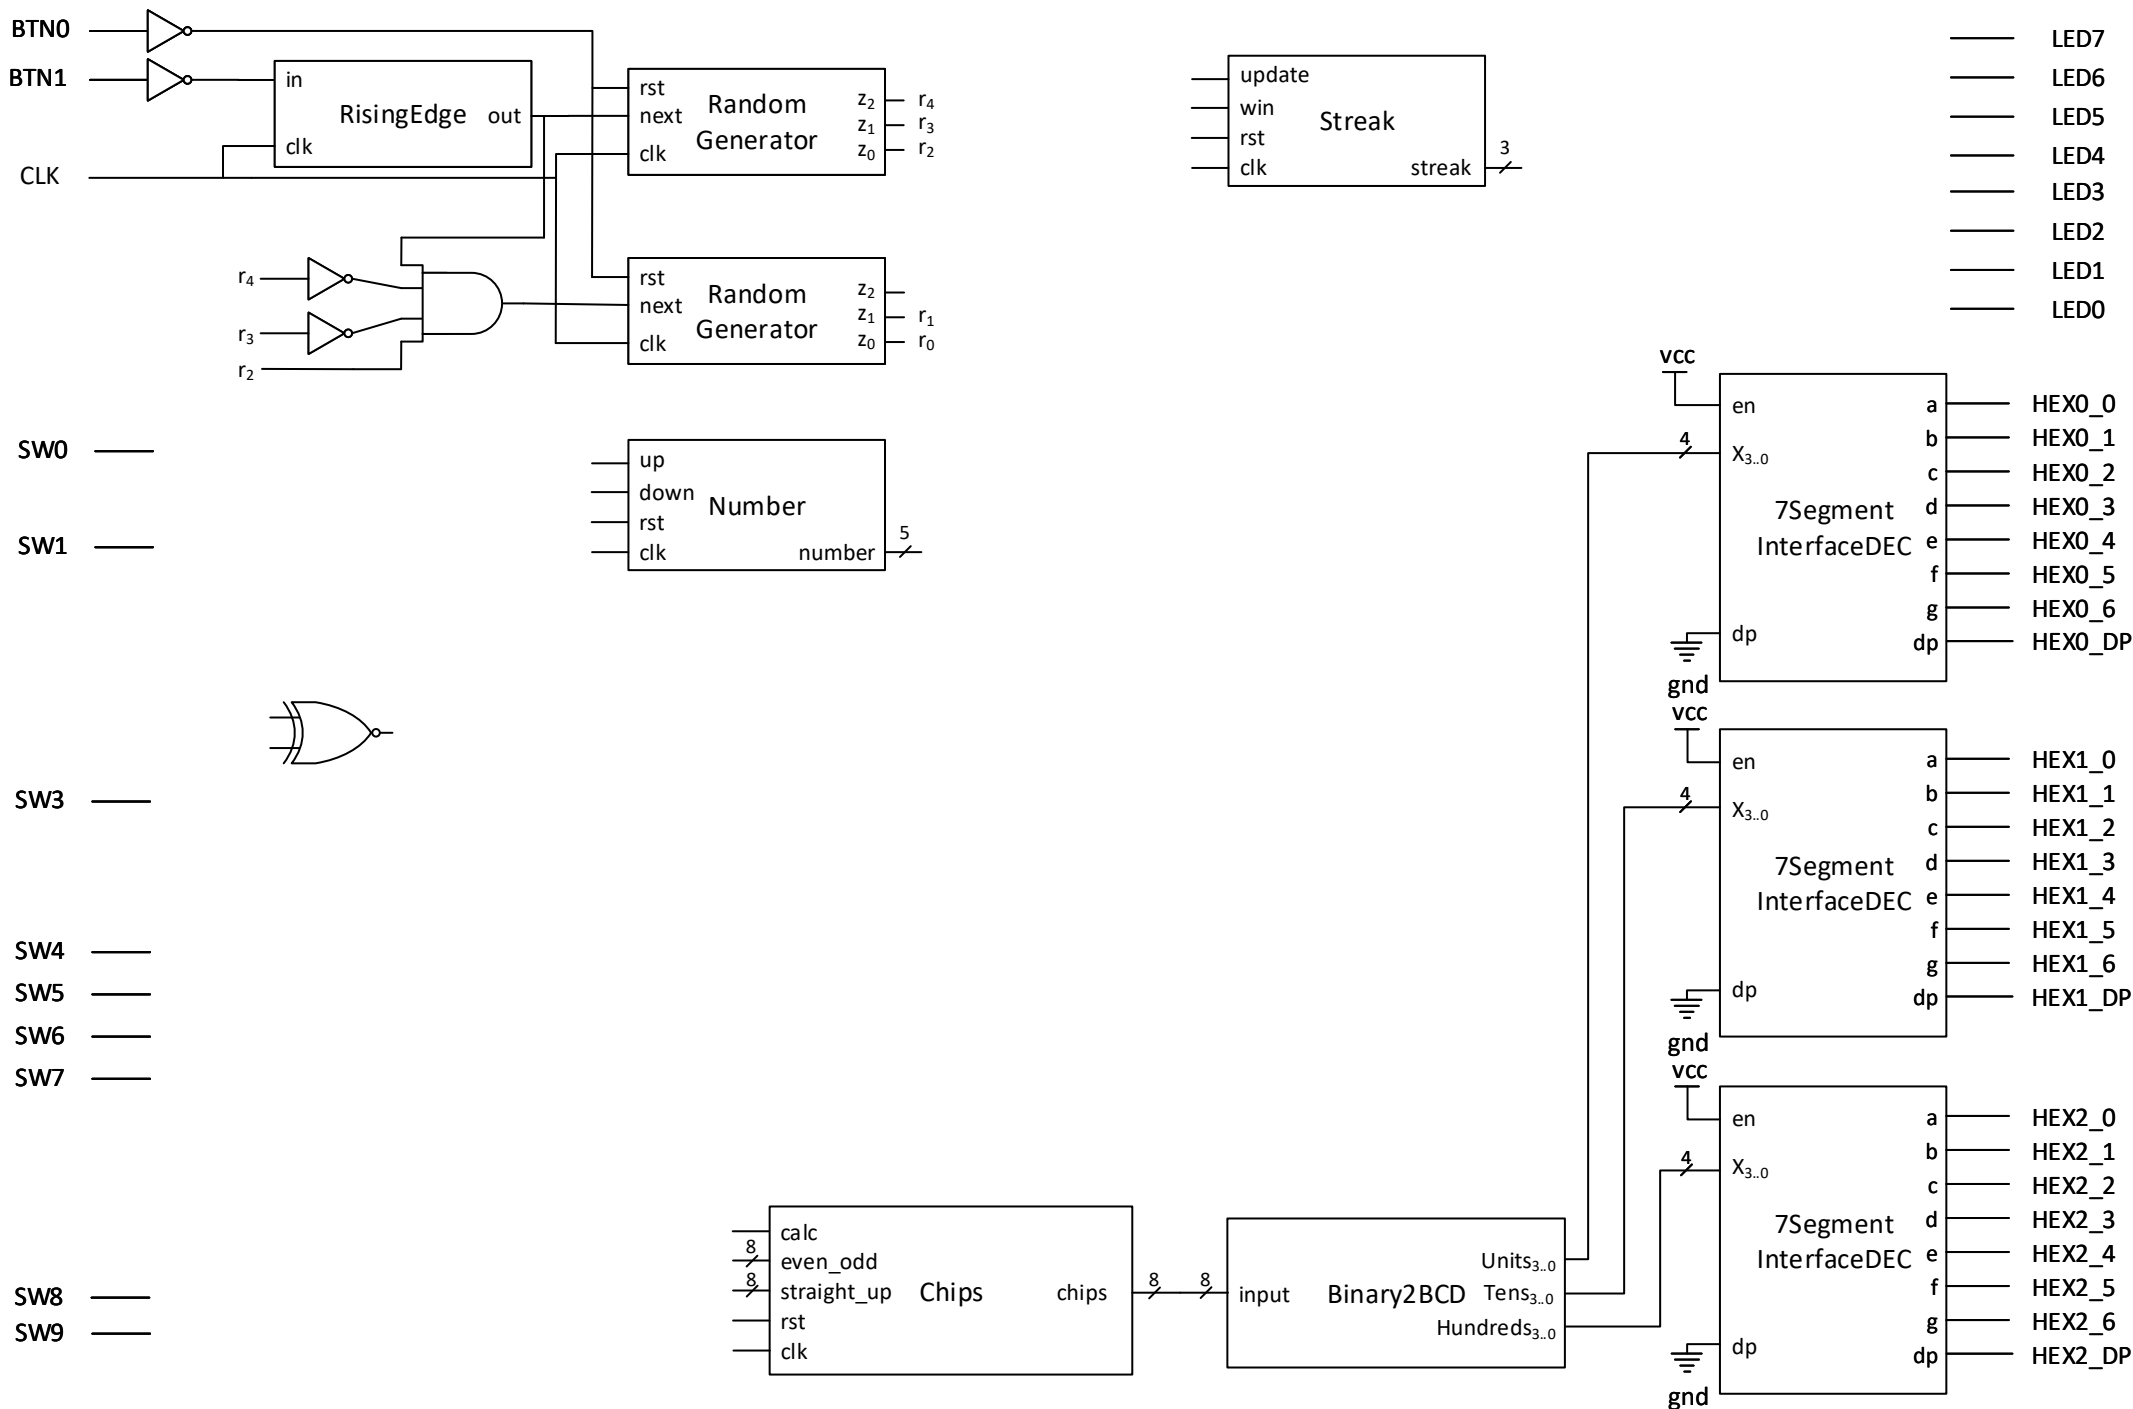 BTN0
BTN1
CLK
in
clk
RisingEdge
out
rst
next
clk
Random
Generator
z2
z1
z0
r4
r3
r2
r4
r3
r2
rst
next
clk
Random
Generator
z2
z1
z0
r1
r0
update
win
rst
clk
Streak
streak
3
LED7
LED6
LED5
LED4
LED3
LED2
LED1
LED0
SW0
SW1
up
down
rst
clk
Number
number
5
SW3
SW4
SW5
SW6
SW7
SW8
SW9
calc
8
even_odd
8
straight_up
rst
clk
Chips
chips
8
8
input
Binary2BCD
Units3..0
Tens3..0
Hundreds3..0
vcc
en
4
X3..0
7Segment
InterfaceDEC
dp
gnd
a
b
c
d
e
f
g
dp
HEX0_0
HEX0_1
HEX0_2
HEX0_3
HEX0_4
HEX0_5
HEX0_6
HEX0_DP
vcc
en
4
X3..0
7Segment
InterfaceDEC
dp
gnd
a
b
c
d
e
f
g
dp
HEX1_0
HEX1_1
HEX1_2
HEX1_3
HEX1_4
HEX1_5
HEX1_6
HEX1_DP
vcc
en
4
X3..0
7Segment
InterfaceDEC
dp
gnd
a
b
c
d
e
f
g
dp
HEX2_0
HEX2_1
HEX2_2
HEX2_3
HEX2_4
HEX2_5
HEX2_6
HEX2_DP